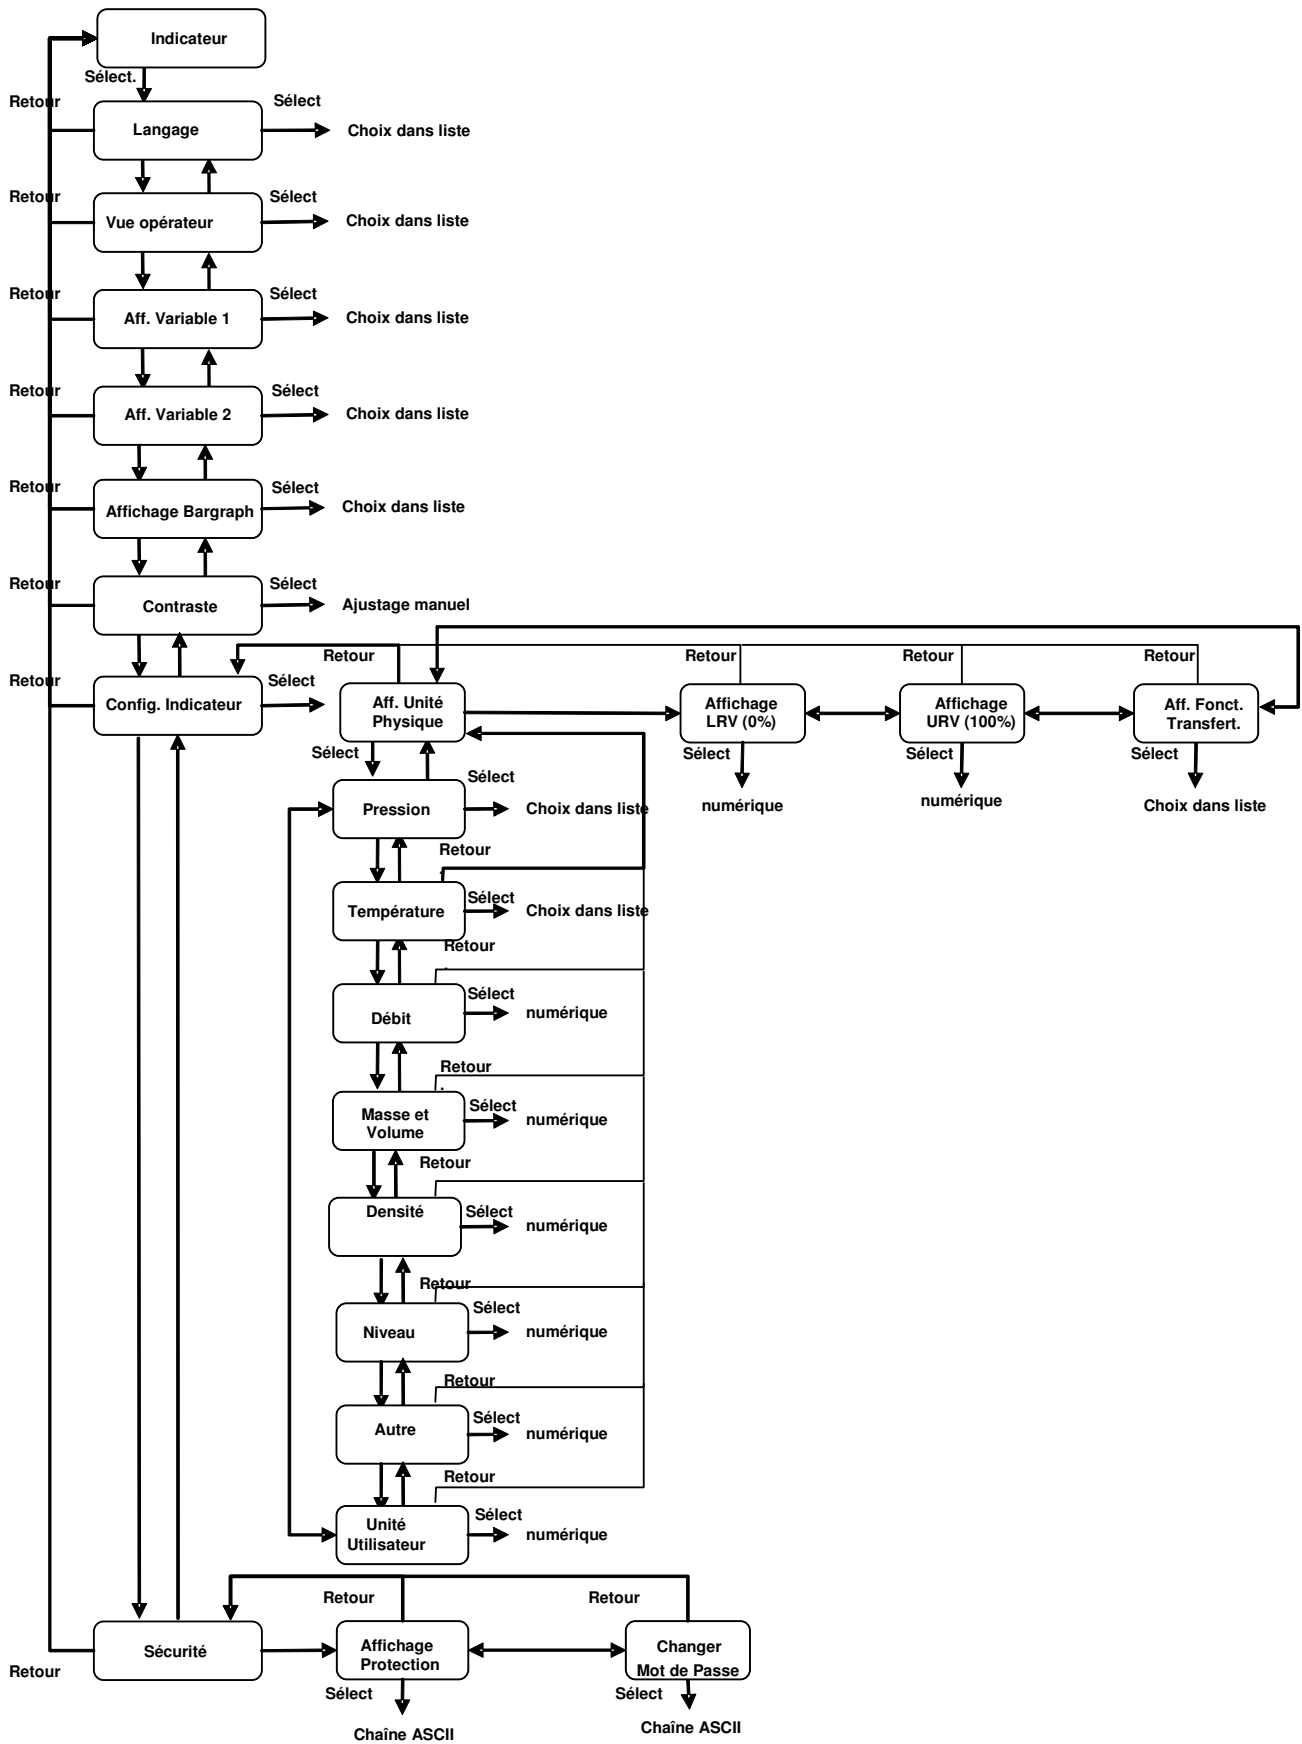 Indicateur
Sélect.
Retour
Sélect
Langage
Choix dans liste
Retour
Sélect
Vue opérateur
Choix dans liste
Retour
Sélect
Aff. Variable 1
Choix dans liste
Retour
Sélect
Aff. Variable 2
Choix dans liste
Retour
Sélect
Affichage Bargraph
Choix dans liste
Retour
Sélect
Contraste
Ajustage manuel
Retour
Sélect
Config. Indicateur
Retour
Retour
Retour
Retour
Aff. Unité
Physique
Affichage
LRV (0%)
Affichage
URV (100%)
Aff. Fonct.
Transfert.
Sélect
Sélect
Sélect
Sélect
numérique
numérique
Choix dans liste
Sélect
Pression
Choix dans liste
Retour
Sélect
Température
Choix dans liste
Retour
Sélect
Débit
numérique
Retour
Sélect
Masse et
Volume
numérique
Retour
Sélect
Densité
numérique
Retour
Sélect
Niveau
numérique
Retour
Sélect
Autre
numérique
Retour
Sélect
Unité
Utilisateur
numérique
Retour
Retour
Sécurité
Affichage
Protection
Changer
Mot de Passe
Retour
Sélect
Sélect
Chaîne ASCII
Chaîne ASCII